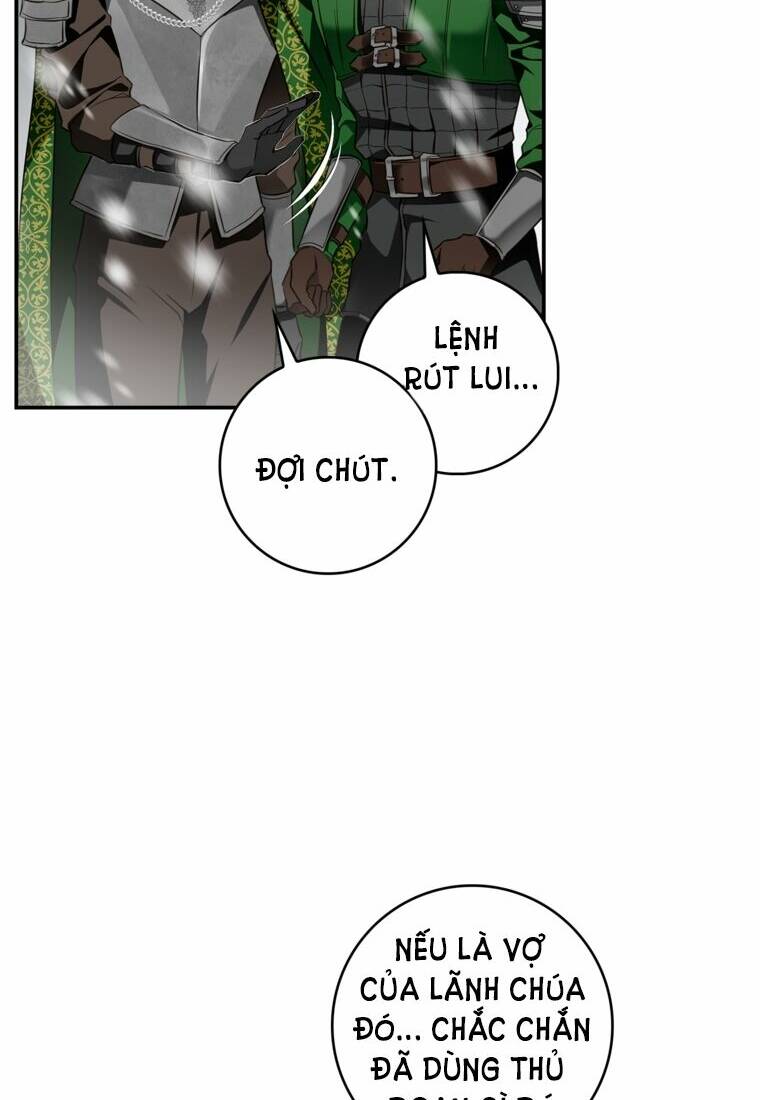 LỆNH
RÚT LUI...
ĐỢI CHÚT.
NẾU LÀ VỢ
CỦA LÃNH CHÚA
ĐÓ... CHẮC CHẮN
ĐÃ DÙNG THỦ